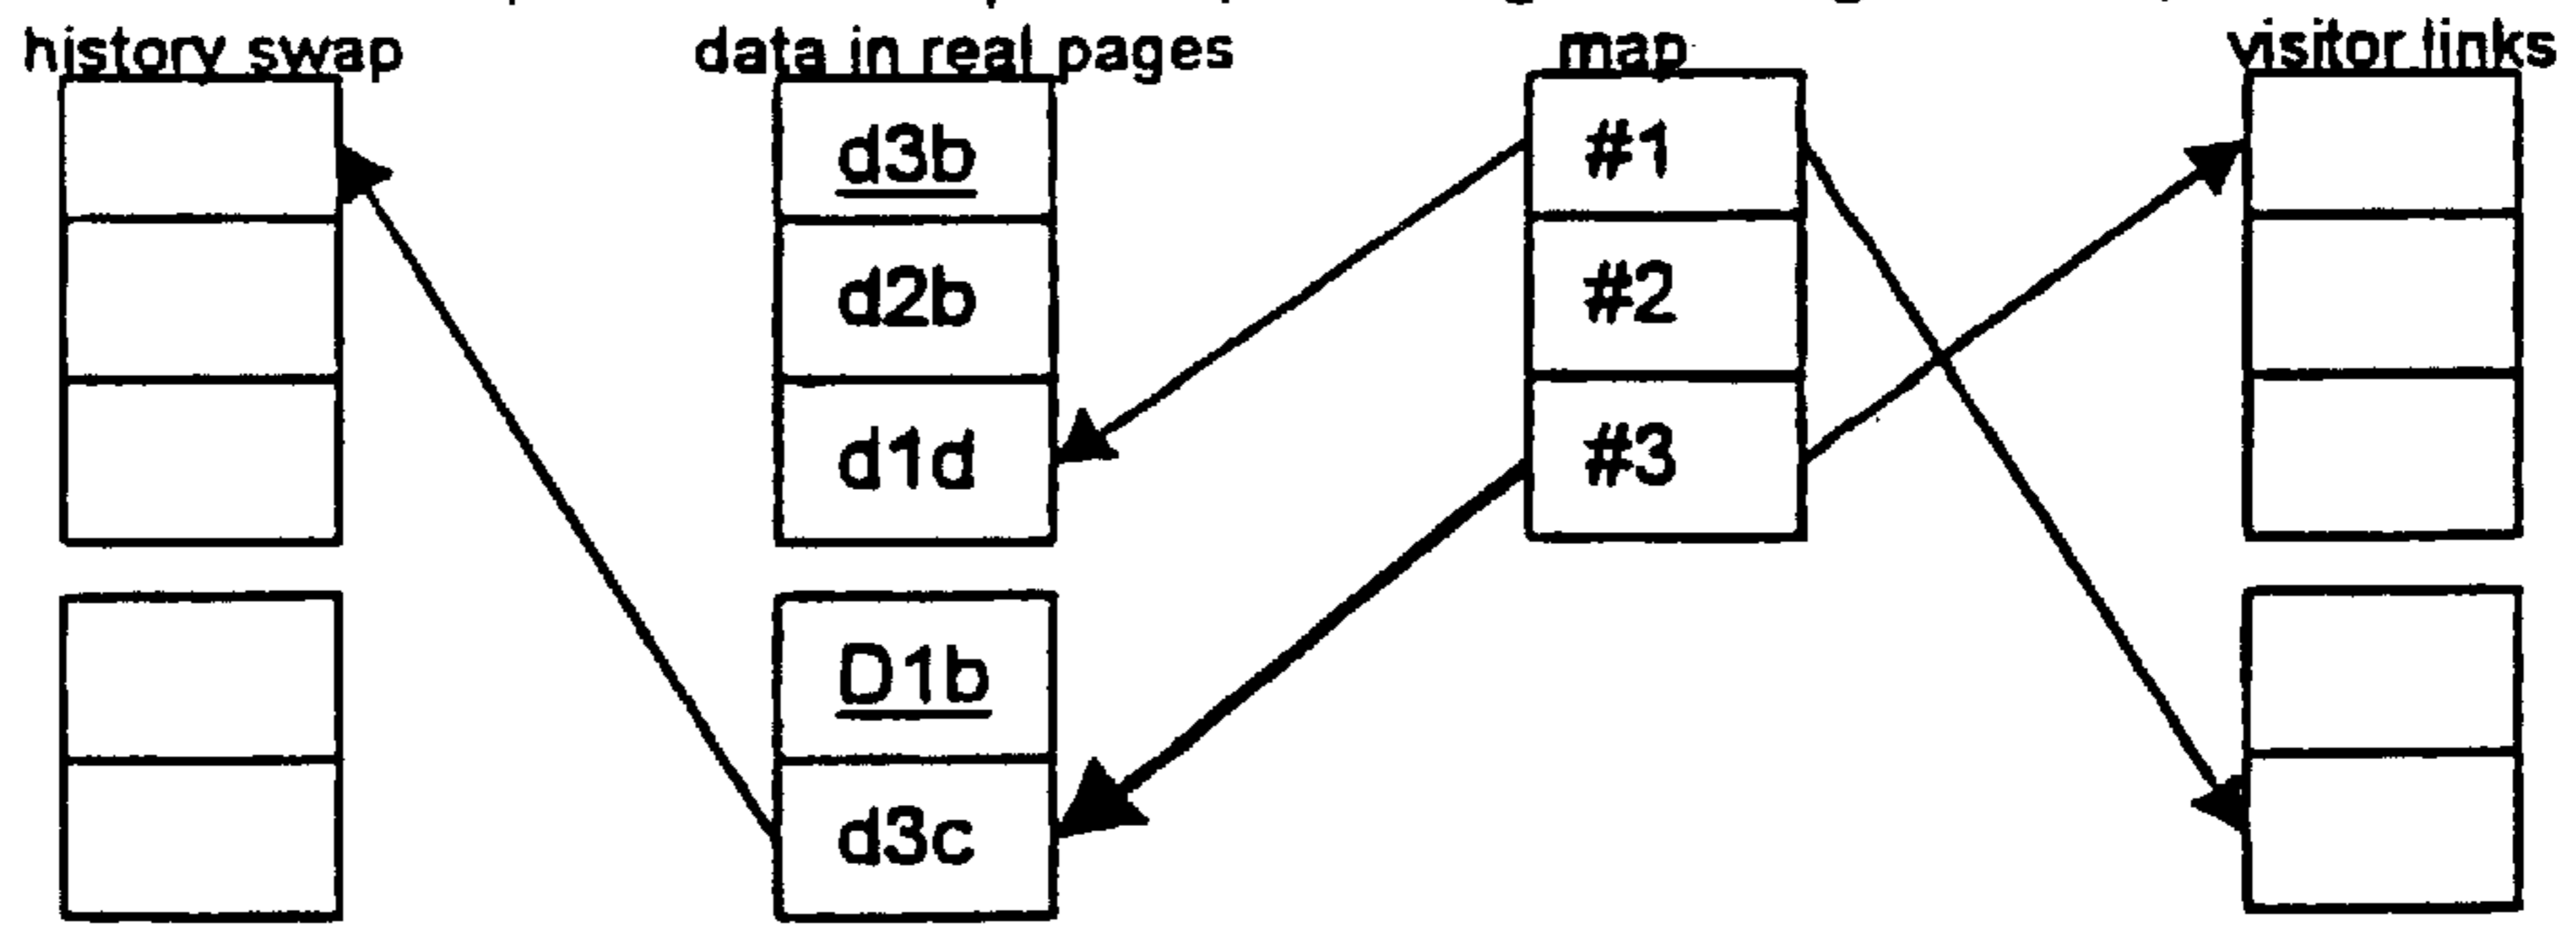 history swap data in real pages map visitor links
d3b #1
d2b #2
d1d #3
D1b
d3c